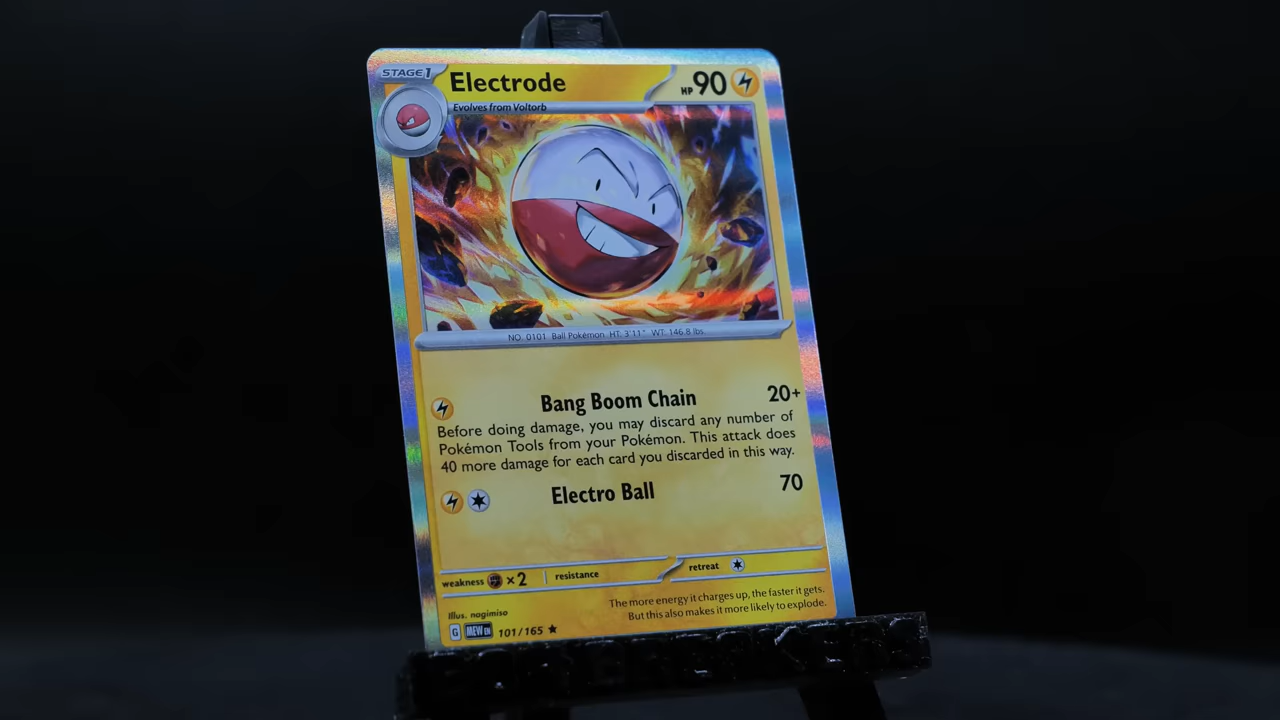 STAGE1
Electrode
HP 90
Evolves from Voltorb
NO. 0101 Ball Pokémon HT: 3'11" WT: 146.8 lbs.
Bang Boom Chain 20+
Before doing damage, you may discard any number of
Pokémon Tools from your Pokémon. This attack does
40 more damage for each card you discarded in this way.
Electro Ball 70
weakness ×2 resistance retreat
Illus. nagimiso
The more energy it charges up, the faster it gets.
But this also makes it more likely to explode.
G MEW EN 101/165 ★